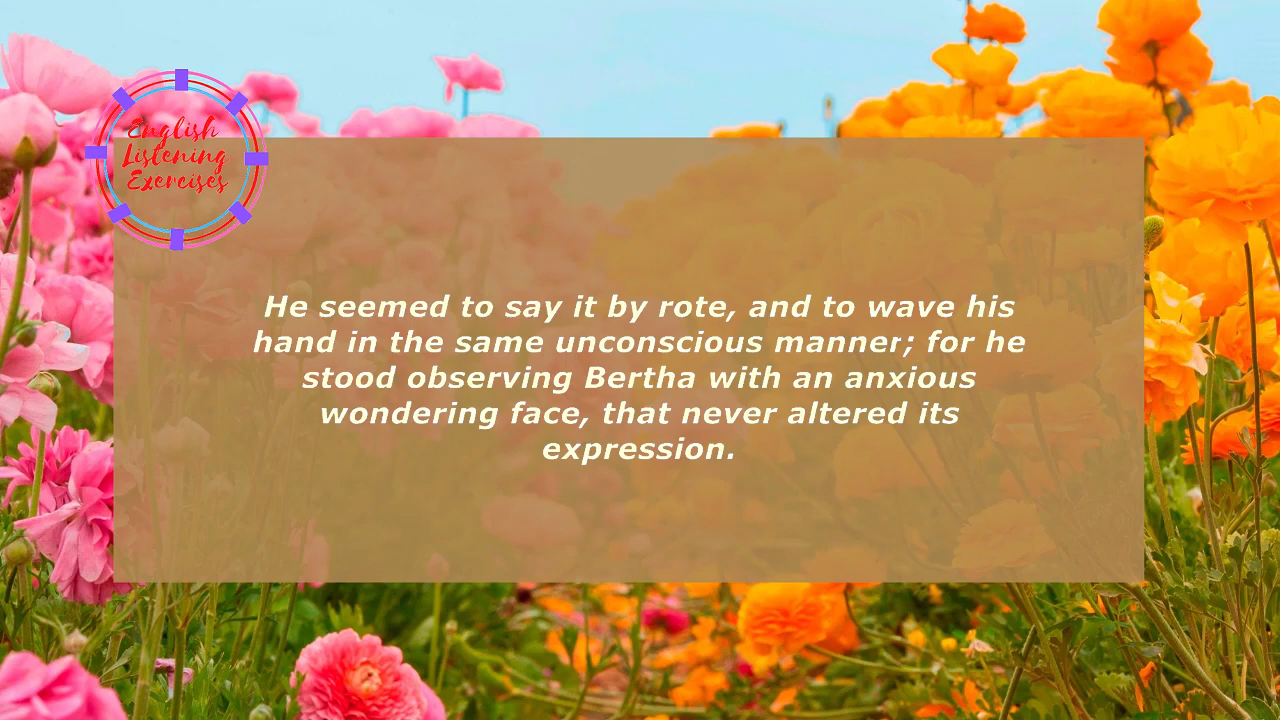 English
Listening
Exercises
He seemed to say it by rote, and to wave his
hand in the same unconscious manner; for he
stood observing Bertha with an anxious
wondering face, that never altered its
expression.